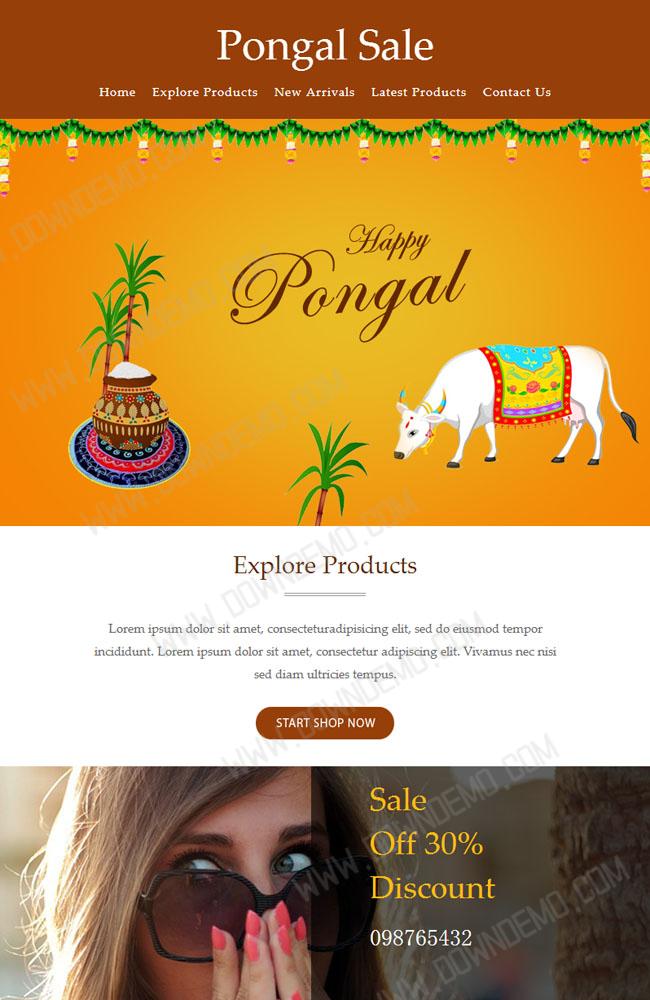 Pongal Sale
Home Explore Products New Arrivals Latest Products Contact Us
Happy
Pongal
Explore Products
Lorem ipsum dolor sit amet, consecteturadipisicing elit, sed do eiusmod tempor
incididunt. Lorem ipsum dolor sit amet, consectetur adipiscing elit. Vivamus nec nisi
sed diam ultricies tempus.
START SHOP NOW
Sale
Off 30%
Discount
098765432
WWW.DOWNDEMO.COM